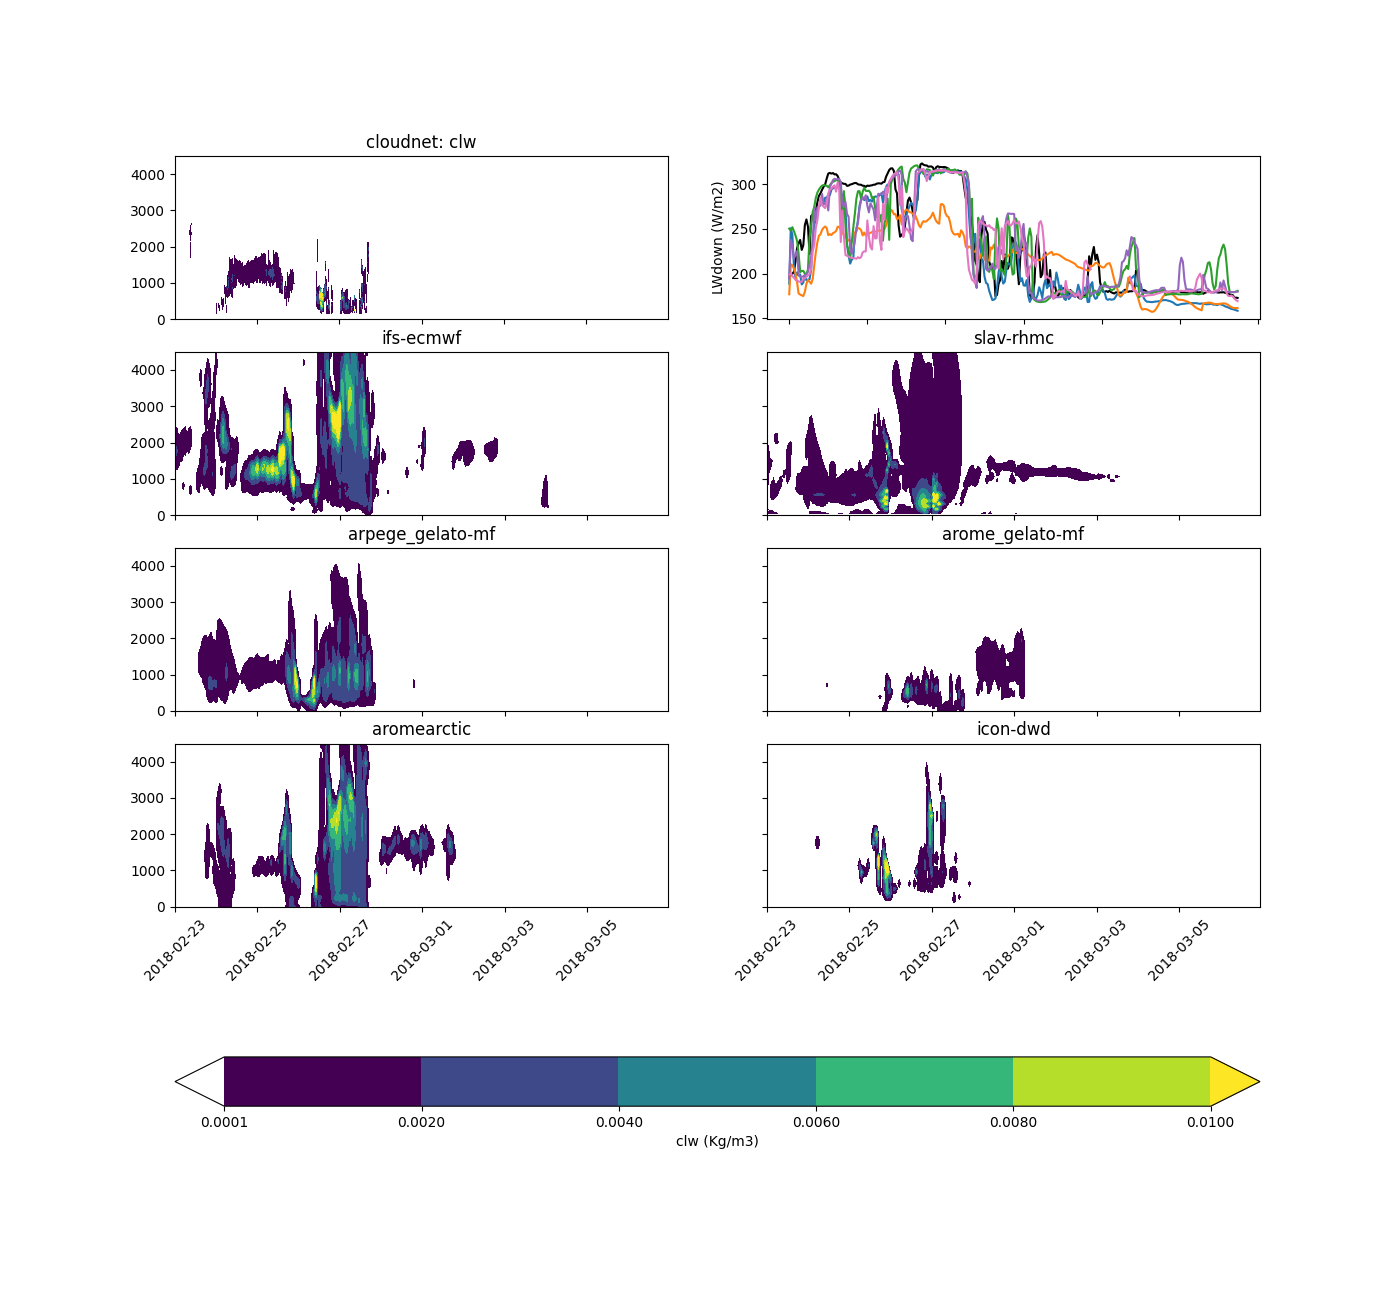 cloudnet: clw
4000
3000
2000
1000
0
LWdown (W/m2)
300
250
200
150
ifs-ecmwf
slav-rhmc
4000
3000
2000
1000
0
arpege_gelato-mf
arome_gelato-mf
4000
3000
2000
1000
0
aromearctic
icon-dwd
4000
3000
2000
1000
0
2018-02-23 2018-02-25 2018-02-27 2018-03-01 2018-03-03 2018-03-05
2018-02-23 2018-02-25 2018-02-27 2018-03-01 2018-03-03 2018-03-05
0.0001 0.0020 0.0040 0.0060 0.0080 0.0100
clw (Kg/m3)